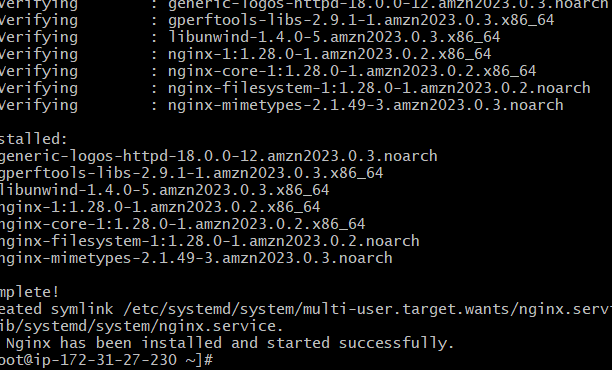 Verifying : generic-logos-httpd-18.0.0-12.amzn2023.0.3.noarch
Verifying : gperftools-libs-2.9.1-1.amzn2023.0.3.x86_64
Verifying : libunwind-1.4.0-5.amzn2023.0.3.x86_64
Verifying : nginx-1:1.28.0-1.amzn2023.0.2.x86_64
Verifying : nginx-core-1:1.28.0-1.amzn2023.0.2.x86_64
Verifying : nginx-filesystem-1:1.28.0-1.amzn2023.0.2.noarch
Verifying : nginx-mimetypes-2.1.49-3.amzn2023.0.3.noarch
stalled:
generic-logos-httpd-18.0.0-12.amzn2023.0.3.noarch
gperftools-libs-2.9.1-1.amzn2023.0.3.x86_64
libunwind-1.4.0-5.amzn2023.0.3.x86_64
nginx-1:1.28.0-1.amzn2023.0.2.x86_64
nginx-core-1:1.28.0-1.amzn2023.0.2.x86_64
nginx-filesystem-1:1.28.0-1.amzn2023.0.2.noarch
nginx-mimetypes-2.1.49-3.amzn2023.0.3.noarch
mplete!
eated symlink /etc/systemd/system/multi-user.target.wants/nginx.serv
ib/systemd/system/nginx.service.
Nginx has been installed and started successfully.
oot@ip-172-31-27-230 ~]#